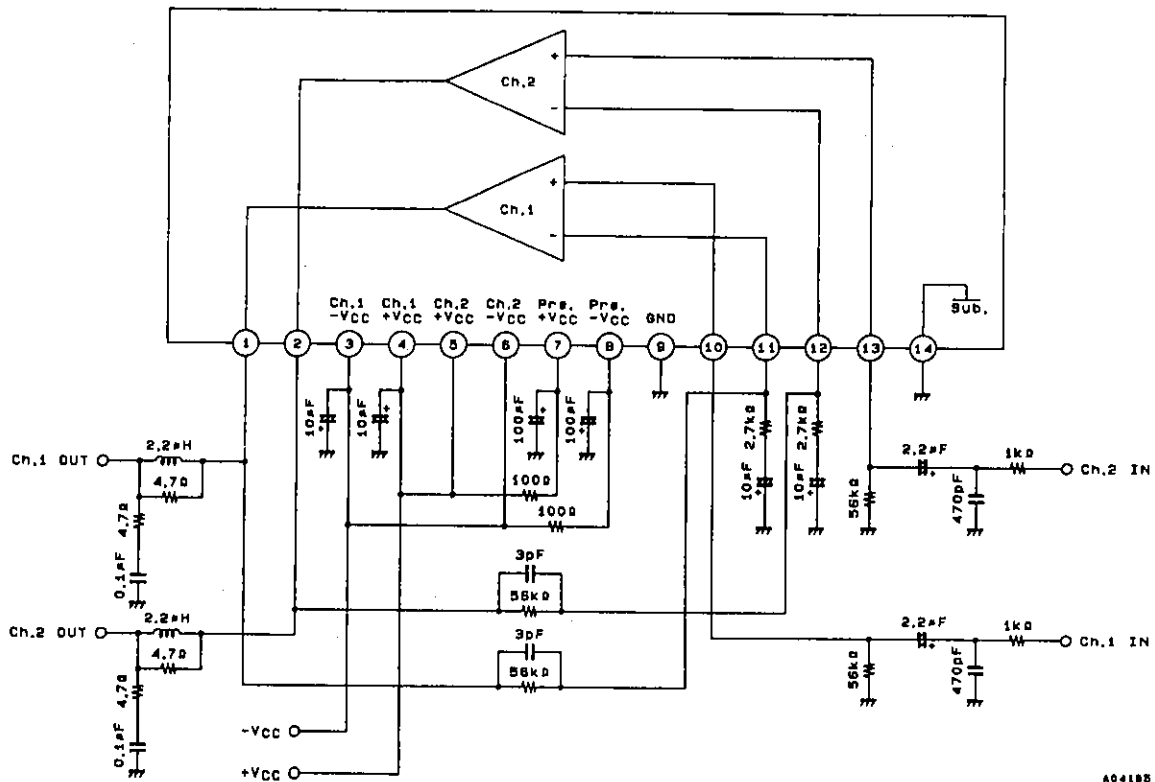 Ch.2
+
-
Ch.1
+
-
Ch.1 -VCC
Ch.1 +VCC
Ch.2 +VCC
Ch.2 -VCC
Pre. +VCC
Pre. -VCC
GND
Sub.
1 2 3 4 5 6 7 8 9 10 11 12 13 14
10μF
10μF
100μF
100μF
2.7kΩ
2.7kΩ
10μF
10μF
2.2μH
Ch.1 OUT
4.7Ω
4.7Ω
0.1μF
100Ω
100Ω
2.2μF
1kΩ
Ch.2 IN
56kΩ
470pF
3pF
56kΩ
2.2μH
Ch.2 OUT
4.7Ω
4.7Ω
0.1μF
3pF
56kΩ
2.2μF
1kΩ
Ch.1 IN
56kΩ
470pF
-VCC
+VCC
A04185